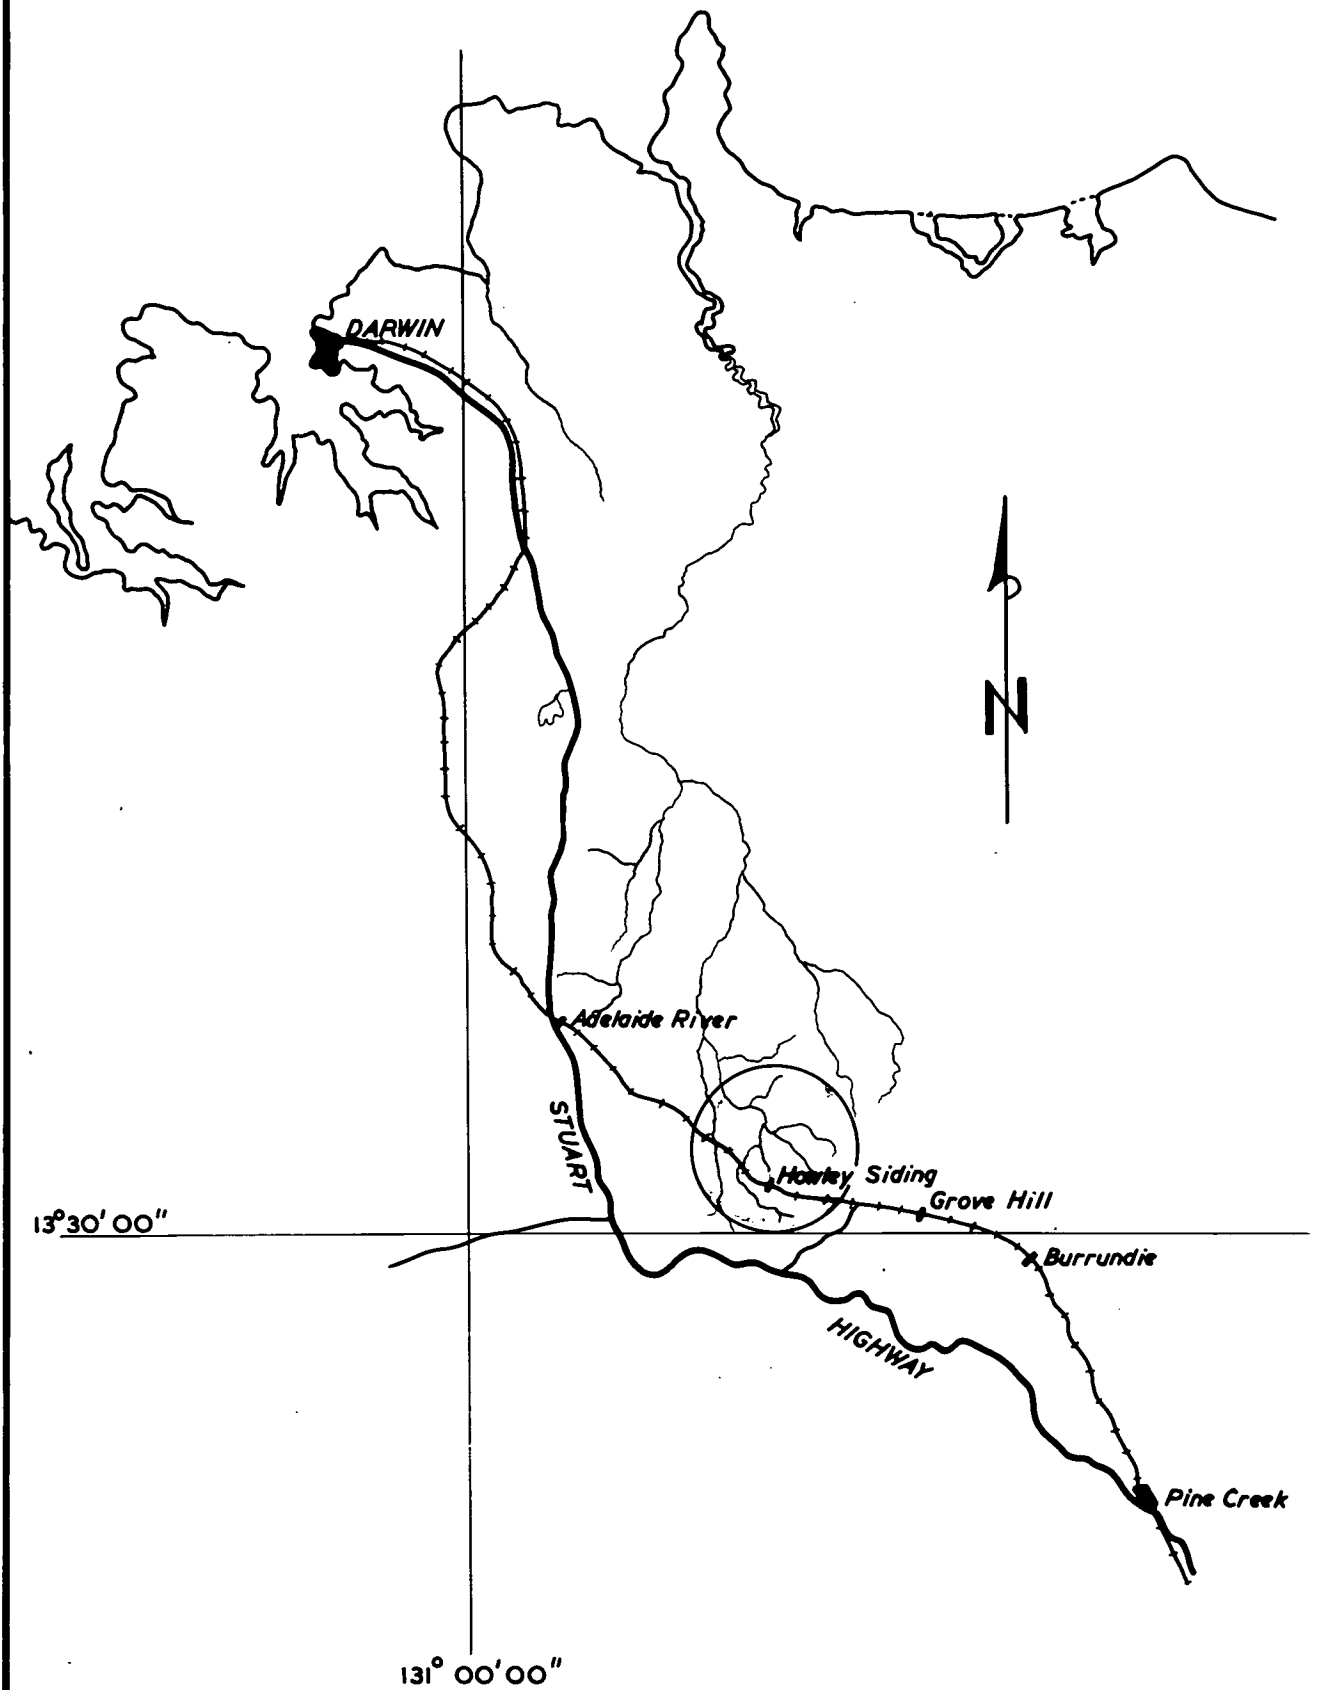 DARWIN
N
Adelaide River
STUART
Howley Siding
Grove Hill
13°30'00"
Burrundie
HIGHWAY
Pine Creek
131°00'00"